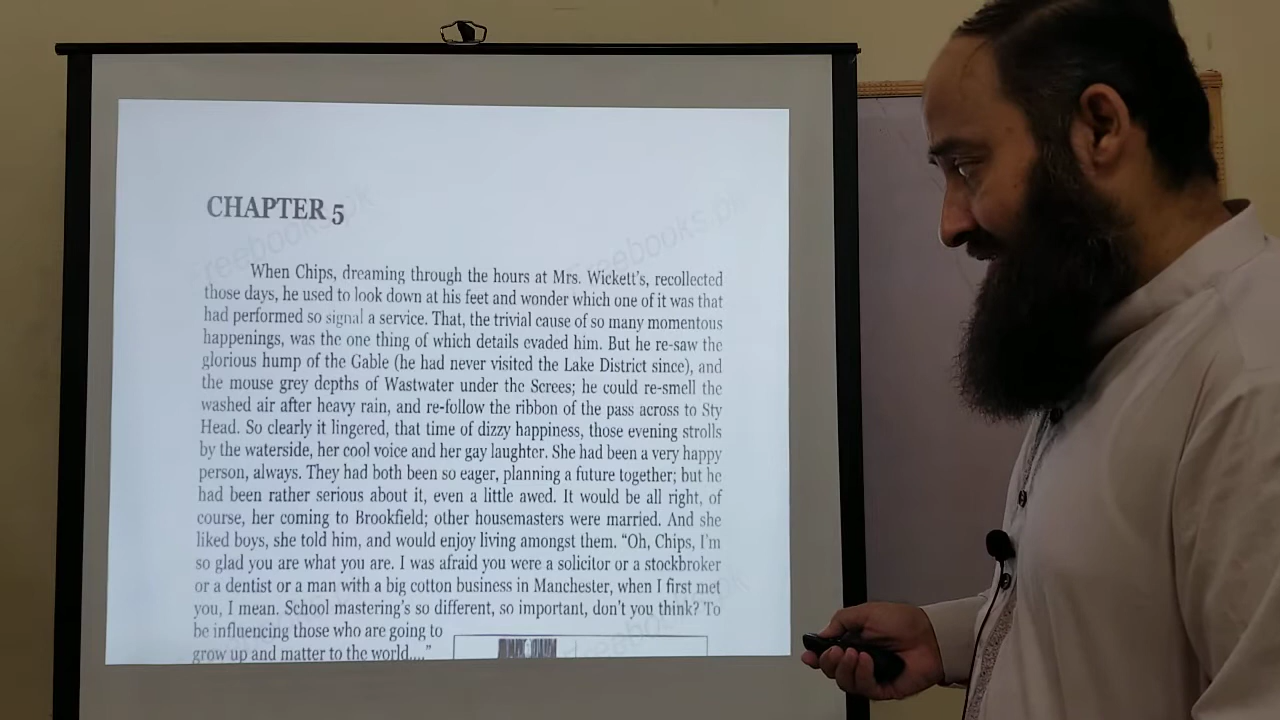 CHAPTER 5
When Chips, dreaming through the hours at Mrs. Wickett's, recollected
those days, he used to look down at his feet and wonder which one of it was that
had performed so signal a service. That, the trivial cause of so many momentous
happenings, was the one thing of which details evaded him. But he re-saw the
glorious hump of the Gable (he had never visited the Lake District since), and
the mouse grey depths of Wastwater under the Screes; he could re-smell the
washed air after heavy rain, and re-follow the ribbon of the pass across to Sty
Head. So clearly it lingered, that time of dizzy happiness, those evening strolls
by the waterside, her cool voice and her gay laughter. She had been a very happy
person, always. They had both been so eager, planning a future together; but he
had been rather serious about it, even a little awed. It would be all right, of
course, her coming to Brookfield; other housemasters were married. And she
liked boys, she told him, and would enjoy living amongst them. “Oh, Chips, I'm
so glad you are what you are. I was afraid you were a solicitor or a stockbroker
or a dentist or a man with a big cotton business in Manchester, when I first met
you, I mean. School mastering's so different, so important, don't you think? To
be influencing those who are going to
grow up and matter to the world....”